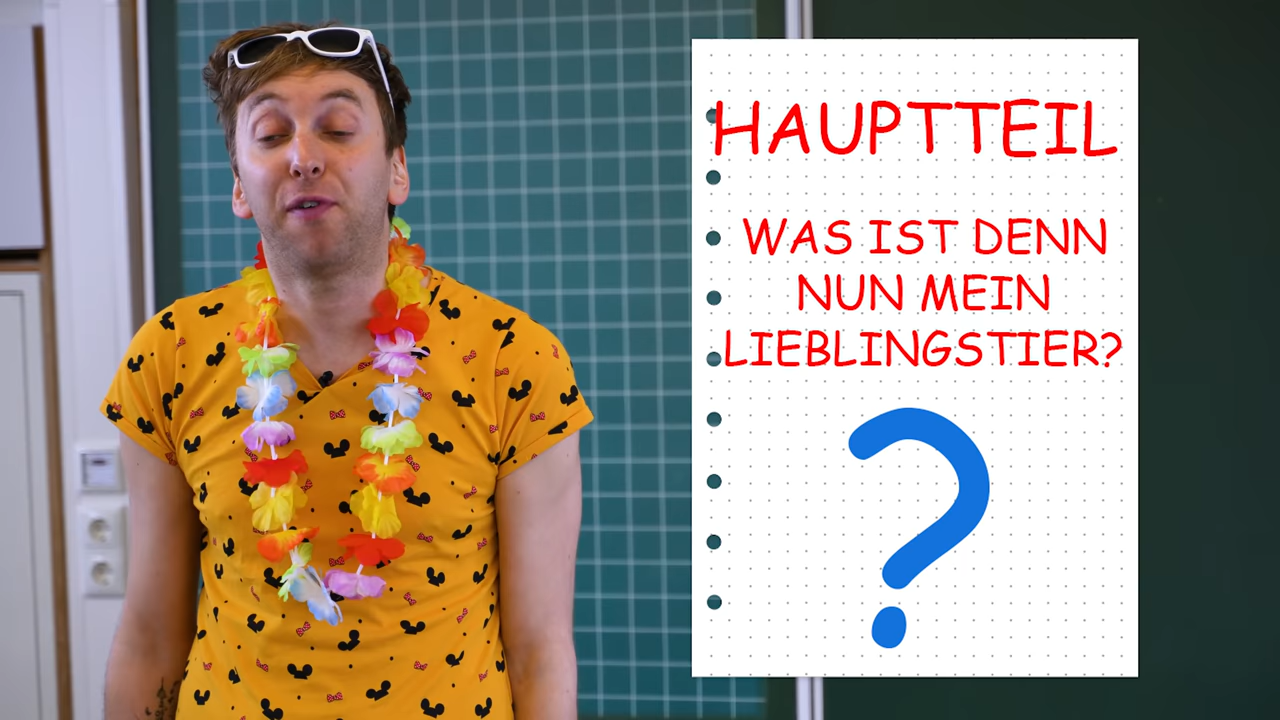 HAUPTTEIL
WAS IST DENN
NUN MEIN
LIEBLINGSTIER?
?